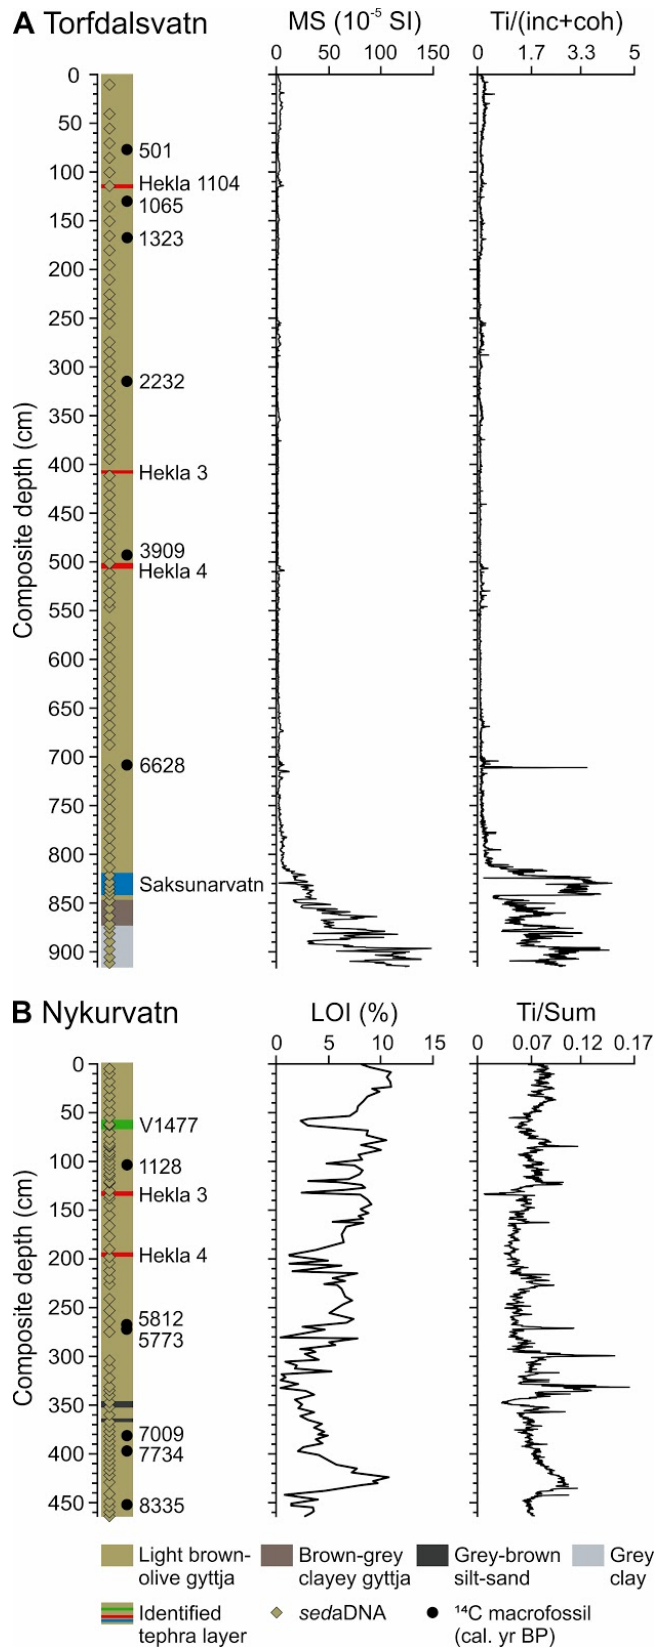 A Torfdalsvatn
MS (10⁻⁵ SI)
Ti/(inc+coh)
0 50 100 150
0 1.7 3.3 5
Composite depth (cm)
0
50
501
100
Hekla 1104
1065
150
1323
200
250
300
2232
350
400
Hekla 3
450
3909
500
Hekla 4
550
600
650
700
6628
750
800
Saksunarvatn
850
900
B Nykurvatn
LOI (%)
Ti/Sum
0 5 10 15
0 0.07 0.12 0.17
Composite depth (cm)
0
50
V1477
100
1128
Hekla 3
150
200
Hekla 4
250
5812
5773
300
350
7009
400
7734
450
8335
Light brown-
olive gyttja
Brown-grey
clayey gyttja
Grey-brown
silt-sand
Grey
clay
Identified
tephra layer
sedaDNA
¹⁴C macrofossil
(cal. yr BP)